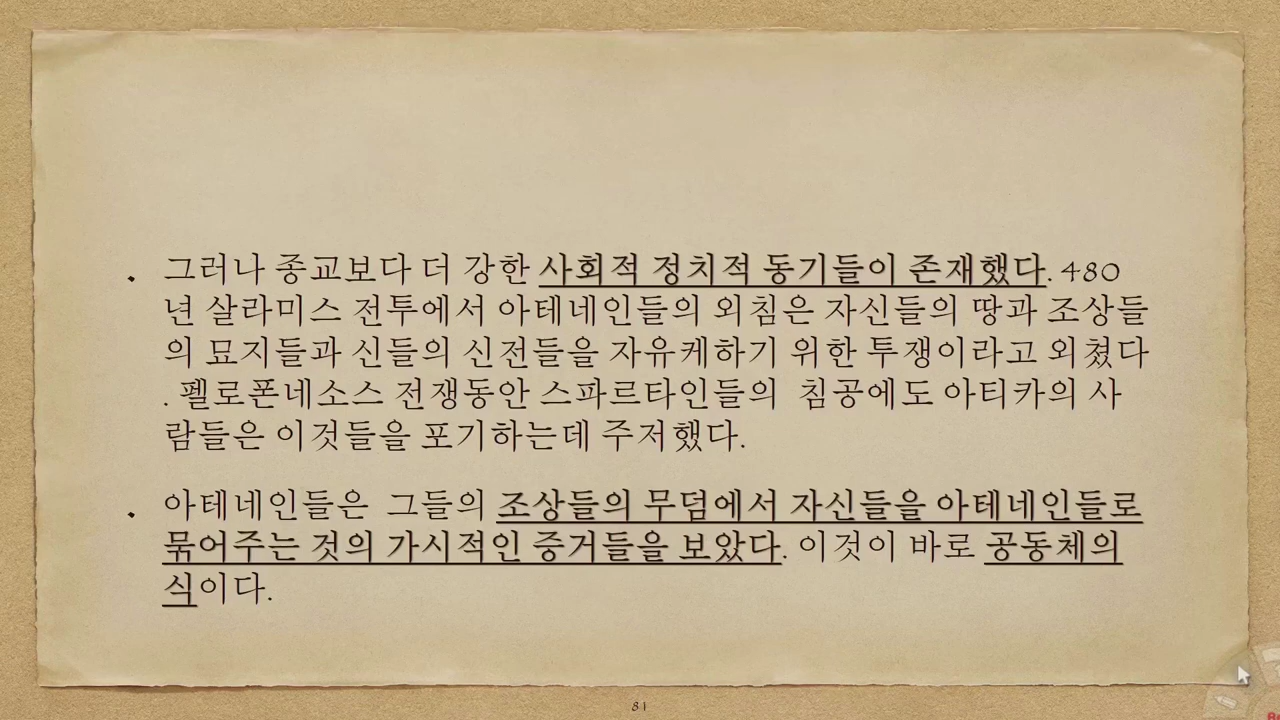 . 그러나 종교보다 더 강한 사회적 정치적 동기들이 존재했다. 480
년 살라미스 전투에서 아테네인들의 외침은 자신들의 땅과 조상들
의 묘지들과 신들의 신전들을 자유케하기 위한 투쟁이라고 외쳤다
. 펠로폰네소스 전쟁동안 스파르타인들의 침공에도 아티카의 사
람들은 이것들을 포기하는데 주저했다.
. 아테네인들은 그들의 조상들의 무덤에서 자신들을 아테네인들로
묶어주는 것의 가시적인 증거들을 보았다. 이것이 바로 공동체의
식이다.
81